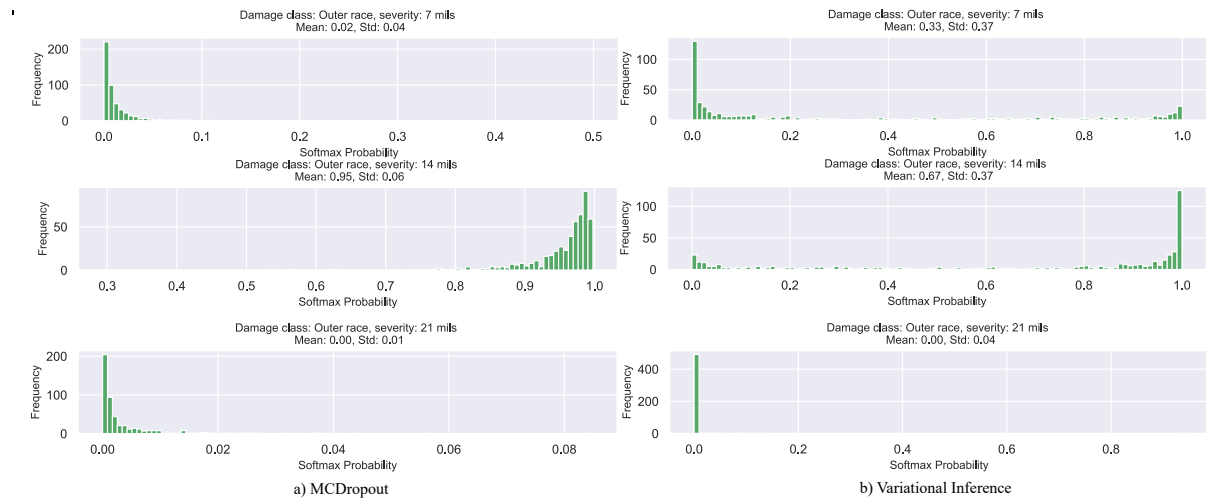 Damage class: Outer race, severity: 7 mils
Mean: 0.02, Std: 0.04
Frequency
200
100
0
0.0 0.1 0.2 0.3 0.4 0.5
Softmax Probability
Damage class: Outer race, severity: 14 mils
Mean: 0.95, Std: 0.06
Frequency
50
0
0.3 0.4 0.5 0.6 0.7 0.8 0.9 1.0
Softmax Probability
Damage class: Outer race, severity: 21 mils
Mean: 0.00, Std: 0.01
Frequency
200
100
0
0.00 0.02 0.04 0.06 0.08
Softmax Probability
a) MCDropout
Damage class: Outer race, severity: 7 mils
Mean: 0.33, Std: 0.37
Frequency
100
50
0
0.0 0.2 0.4 0.6 0.8 1.0
Softmax Probability
Damage class: Outer race, severity: 14 mils
Mean: 0.67, Std: 0.37
Frequency
100
50
0
0.0 0.2 0.4 0.6 0.8 1.0
Softmax Probability
Damage class: Outer race, severity: 21 mils
Mean: 0.00, Std: 0.04
Frequency
400
200
0
0.0 0.2 0.4 0.6 0.8
Softmax Probability
b) Variational Inference